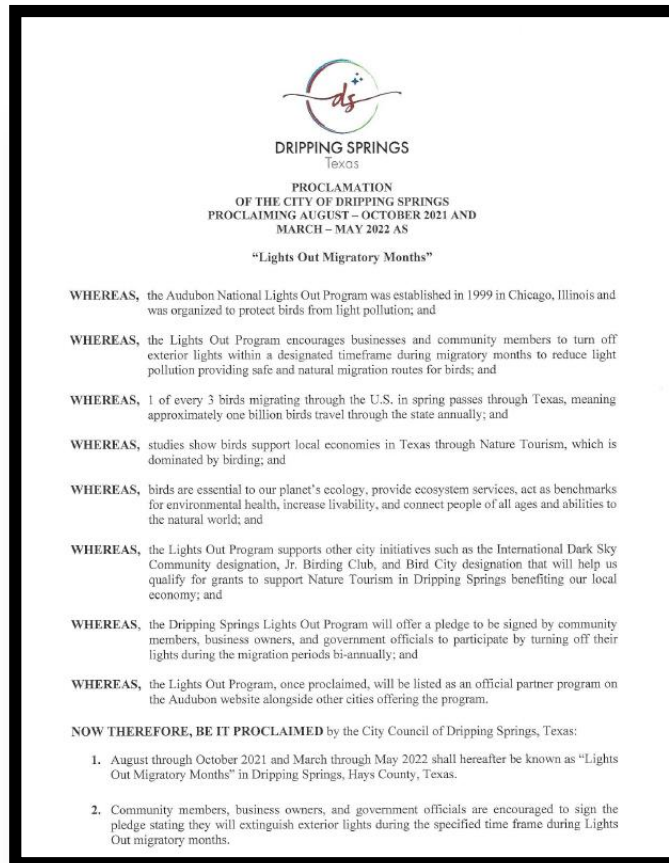 ds
DRIPPING SPRINGS
Texas
PROCLAMATION
OF THE CITY OF DRIPPING SPRINGS
PROCLAIMING AUGUST – OCTOBER 2021 AND
MARCH – MAY 2022 AS
“Lights Out Migratory Months”
WHEREAS, the Audubon National Lights Out Program was established in 1999 in Chicago, Illinois and
was organized to protect birds from light pollution; and
WHEREAS, the Lights Out Program encourages businesses and community members to turn off
exterior lights within a designated timeframe during migratory months to reduce light
pollution providing safe and natural migration routes for birds; and
WHEREAS, 1 of every 3 birds migrating through the U.S. in spring passes through Texas, meaning
approximately one billion birds travel through the state annually; and
WHEREAS, studies show birds support local economies in Texas through Nature Tourism, which is
dominated by birding; and
WHEREAS, birds are essential to our planet’s ecology, provide ecosystem services, act as benchmarks
for environmental health, increase livability, and connect people of all ages and abilities to
the natural world; and
WHEREAS, the Lights Out Program supports other city initiatives such as the International Dark Sky
Community designation, Jr. Birding Club, and Bird City designation that will help us
qualify for grants to support Nature Tourism in Dripping Springs benefiting our local
economy; and
WHEREAS, the Dripping Springs Lights Out Program will offer a pledge to be signed by community
members, business owners, and government officials to participate by turning off their
lights during the migration periods bi-annually; and
WHEREAS, the Lights Out Program, once proclaimed, will be listed as an official partner program on
the Audubon website alongside other cities offering the program.
NOW THEREFORE, BE IT PROCLAIMED by the City Council of Dripping Springs, Texas:
1. August through October 2021 and March through May 2022 shall hereafter be known as “Lights
Out Migratory Months” in Dripping Springs, Hays County, Texas.
2. Community members, business owners, and government officials are encouraged to sign the
pledge stating they will extinguish exterior lights during the specified time frame during Lights
Out migratory months.